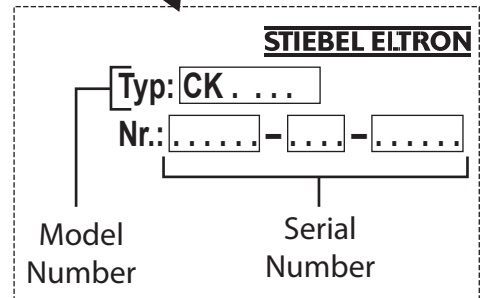 STIEBEL ELTRON
Typ: CK . . . .
Nr.: . . . . . . – . . . . – . . . . . .
Model Number
Serial Number